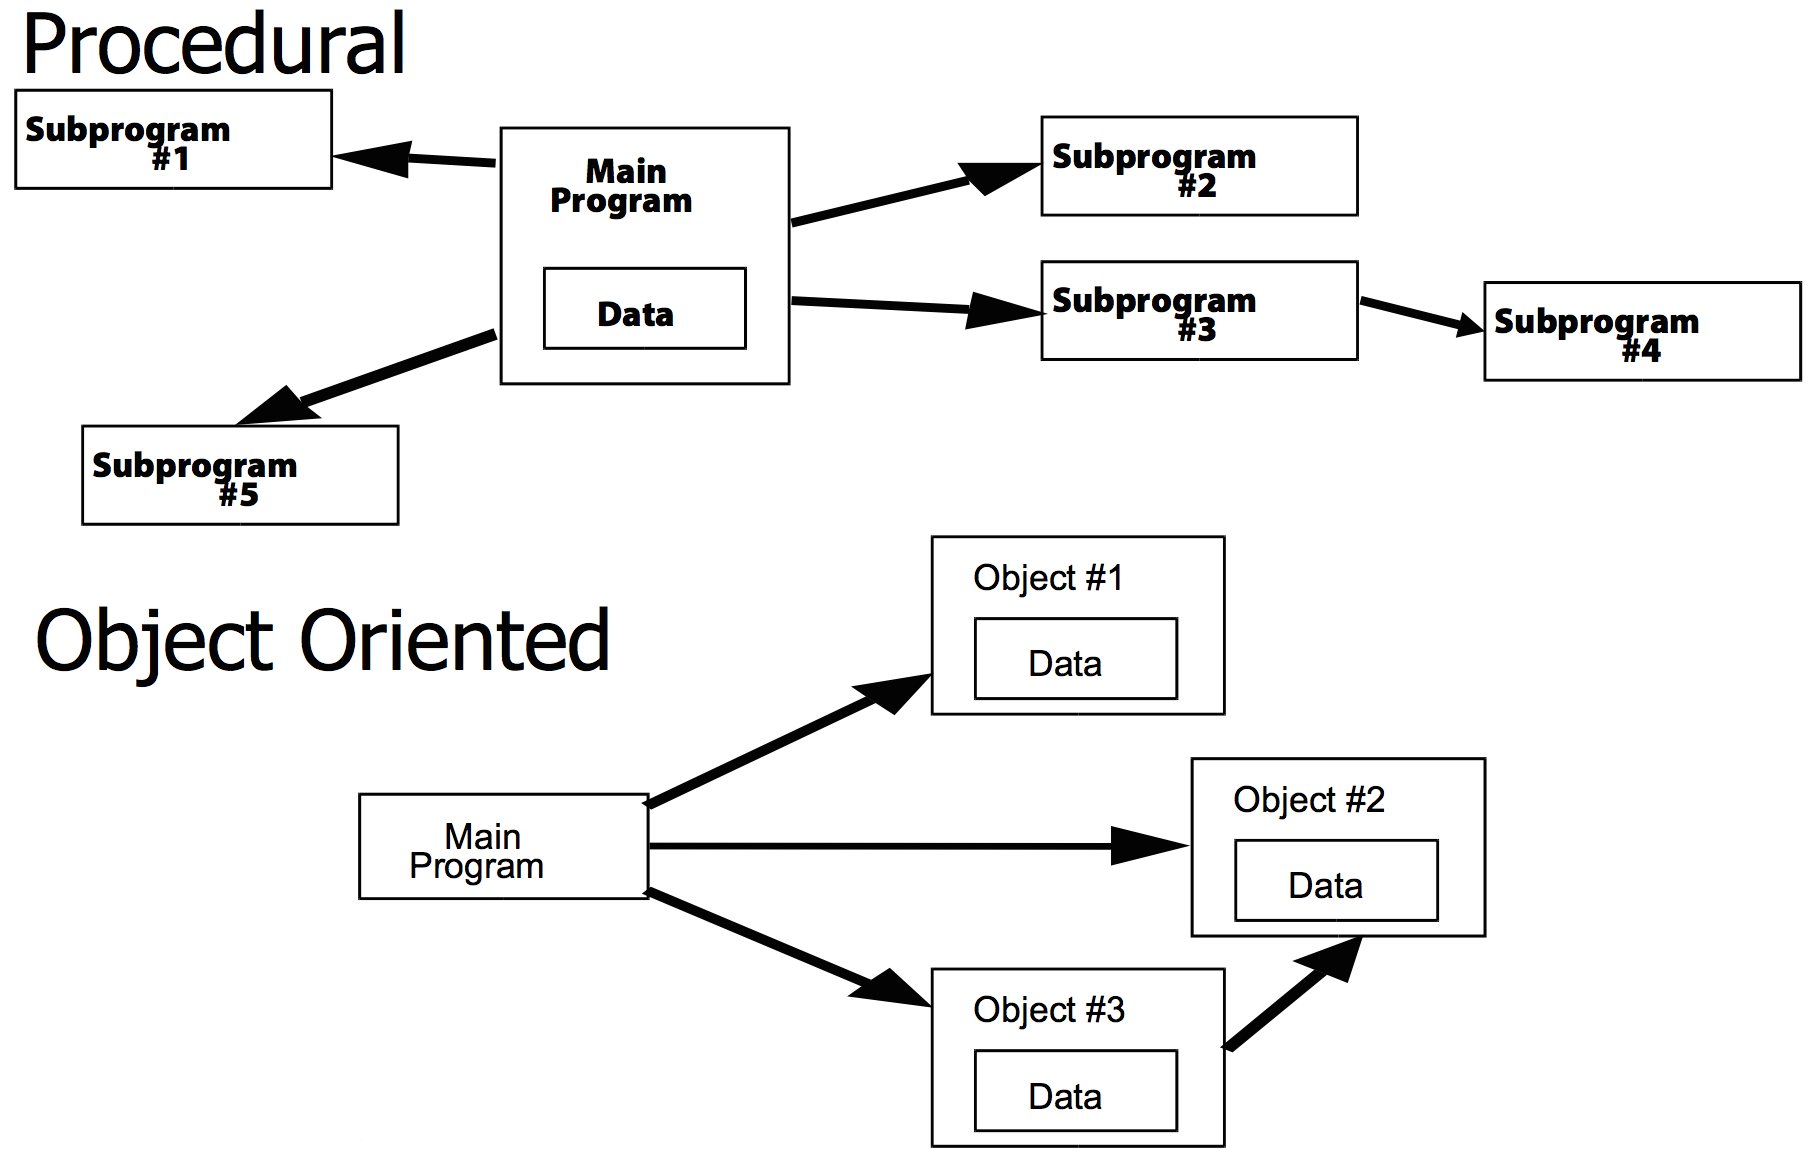 Procedural
Subprogram
#1
Main
Program
Data
Subprogram
#2
Subprogram
#3
Subprogram
#4
Subprogram
#5
Object Oriented
Object #1
Data
Main
Program
Object #2
Data
Object #3
Data